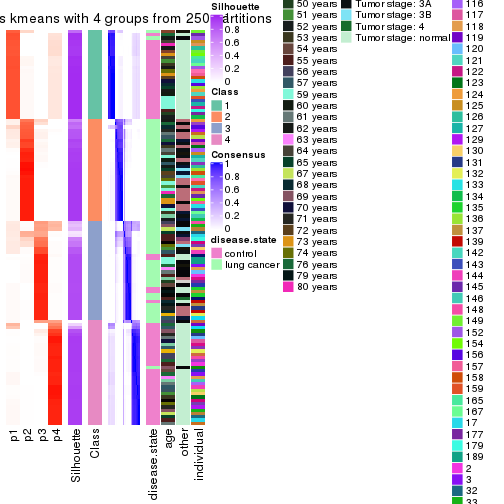 s kmeans with 4 groups from 250 partitions
Silhouette
1
0.8
0.6
0.4
0.2
0
Class
1
2
3
4
Consensus
1
0.8
0.6
0.4
0.2
0
disease.state
control
lung cancer
50 years
51 years
52 years
53 years
54 years
55 years
56 years
57 years
59 years
60 years
61 years
62 years
63 years
64 years
65 years
67 years
68 years
69 years
70 years
71 years
72 years
73 years
74 years
76 years
79 years
80 years
Tumor stage: 3A
Tumor stage: 3B
Tumor stage: 4
Tumor stage: normal
116
117
118
119
120
121
122
123
124
125
126
127
129
130
131
132
133
134
135
136
137
139
142
143
144
145
146
148
149
152
154
156
157
158
159
165
167
17
177
179
189
2
3
32
33
p1
p2
p3
p4
Silhouette
Class
disease.state
age
other
individual